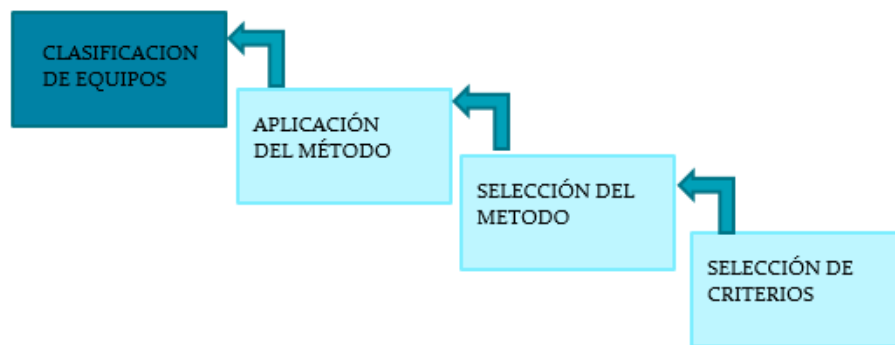 CLASIFICACION
DE EQUIPOS
APLICACIÓN
DEL MÉTODO
SELECCIÓN DEL
METODO
SELECCIÓN DE
CRITERIOS